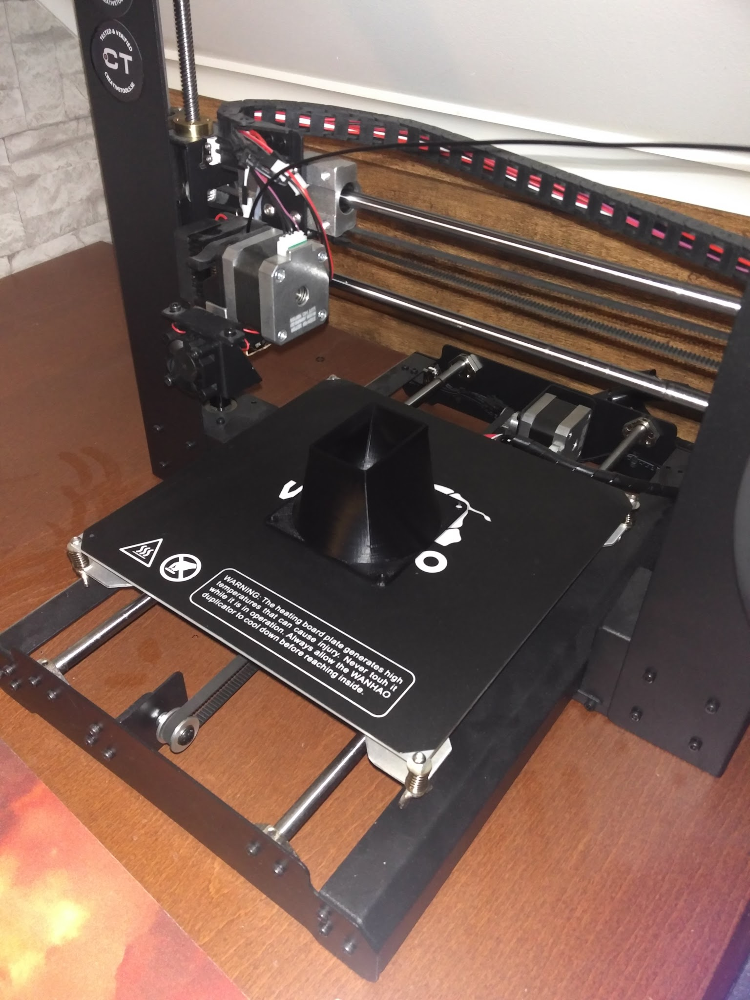 CREATIVETOO
TESTED & VERIFIED
CT
CREATIVETOOLS.SE
WARNING: The heating board plate generates high
temperatures that can cause injury. Never touh it
while it is in operation. Always allow the WANHAO
duplicator to cool down before reaching inside.
O